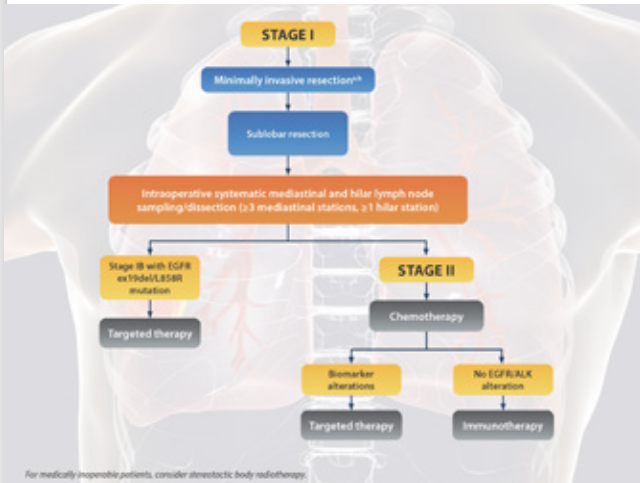 STAGE I
Minimally invasive resectionᵃ,ᵇ
Sublobar resection
Intraoperative systematic mediastinal and hilar lymph node
sampling/dissection (≥3 mediastinal stations, ≥1 hilar station)
Stage IB with EGFR
ex19del/L858R
mutation
Targeted therapy
STAGE II
Chemotherapy
Biomarker
alterations
Targeted therapy
No EGFR/ALK
alteration
Immunotherapy
For medically inoperable patients, consider stereotactic body radiotherapy.